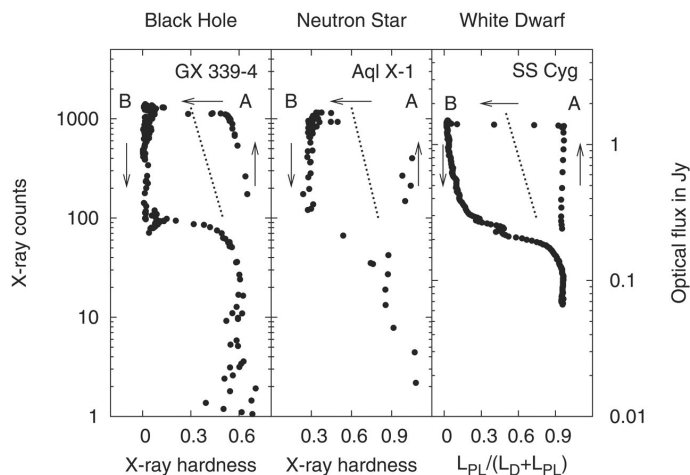 Black Hole Neutron Star White Dwarf
GX 339-4 Aql X-1 SS Cyg
B A B A B A
1000
100
10
1
1
0.1
0.01
X-ray counts
Optical flux in Jy
0 0.3 0.6 0.3 0.6 0.9 0 0.3 0.6 0.9
X-ray hardness X-ray hardness L_PL/(L_D+L_PL)